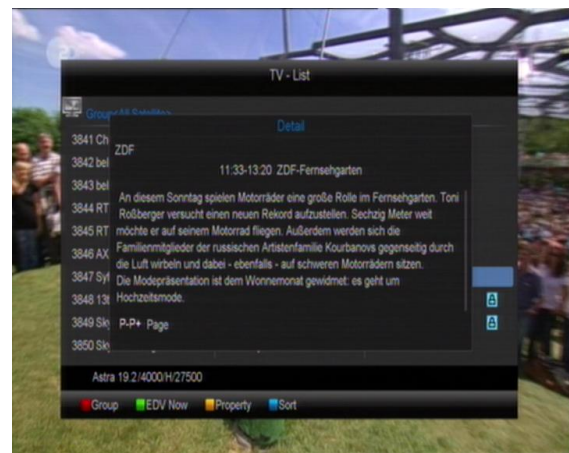 TV - List
Group:All Satellites
Detail
3841 Ch
ZDF
3842 bei
11:33-13:20 ZDF-Fernsehgarten
3843 bei
An diesem Sonntag spielen Motorräder eine große Rolle im Fernsehgarten. Toni
3844 RT
Roßberger versucht einen neuen Rekord aufzustellen. Sechzig Meter weit
3845 RT
möchte er auf seinem Motorrad fliegen. Außerdem werden sich die
Familienmitglieder der russischen Artistenfamilie Kourbanovs gegenseitig durch
3846 AX
die Luft wirbeln und dabei - ebenfalls - auf schweren Motorrädern sitzen.
3847 Syf
Die Modepräsentation ist dem Wonnemonat gewidmet: es geht um
3848 13t
Hochzeitsmode.
3849 Sky
P-P+ Page
3850 Sky
Astra 19.2/4000/H/27500
Group EDV Now Property Sort